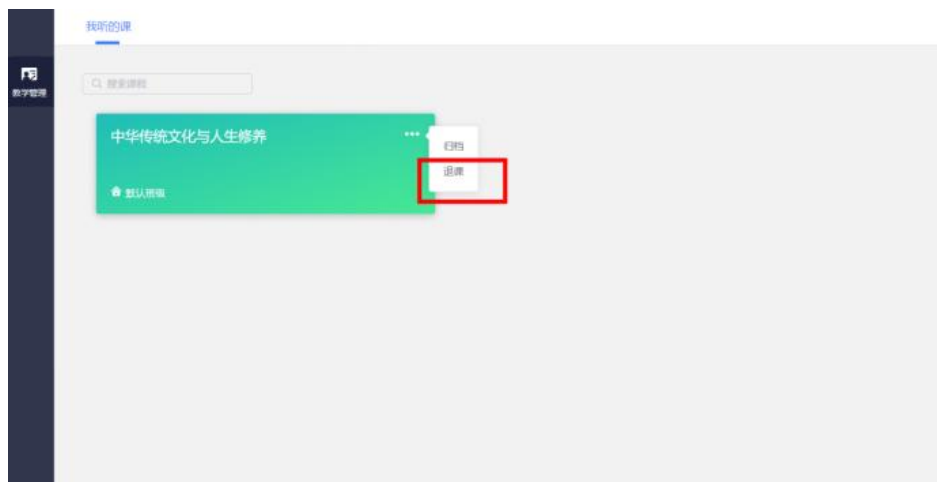 我听的课
教学管理
搜索课程
中华传统文化与人生修养
归档
退课
默认班级